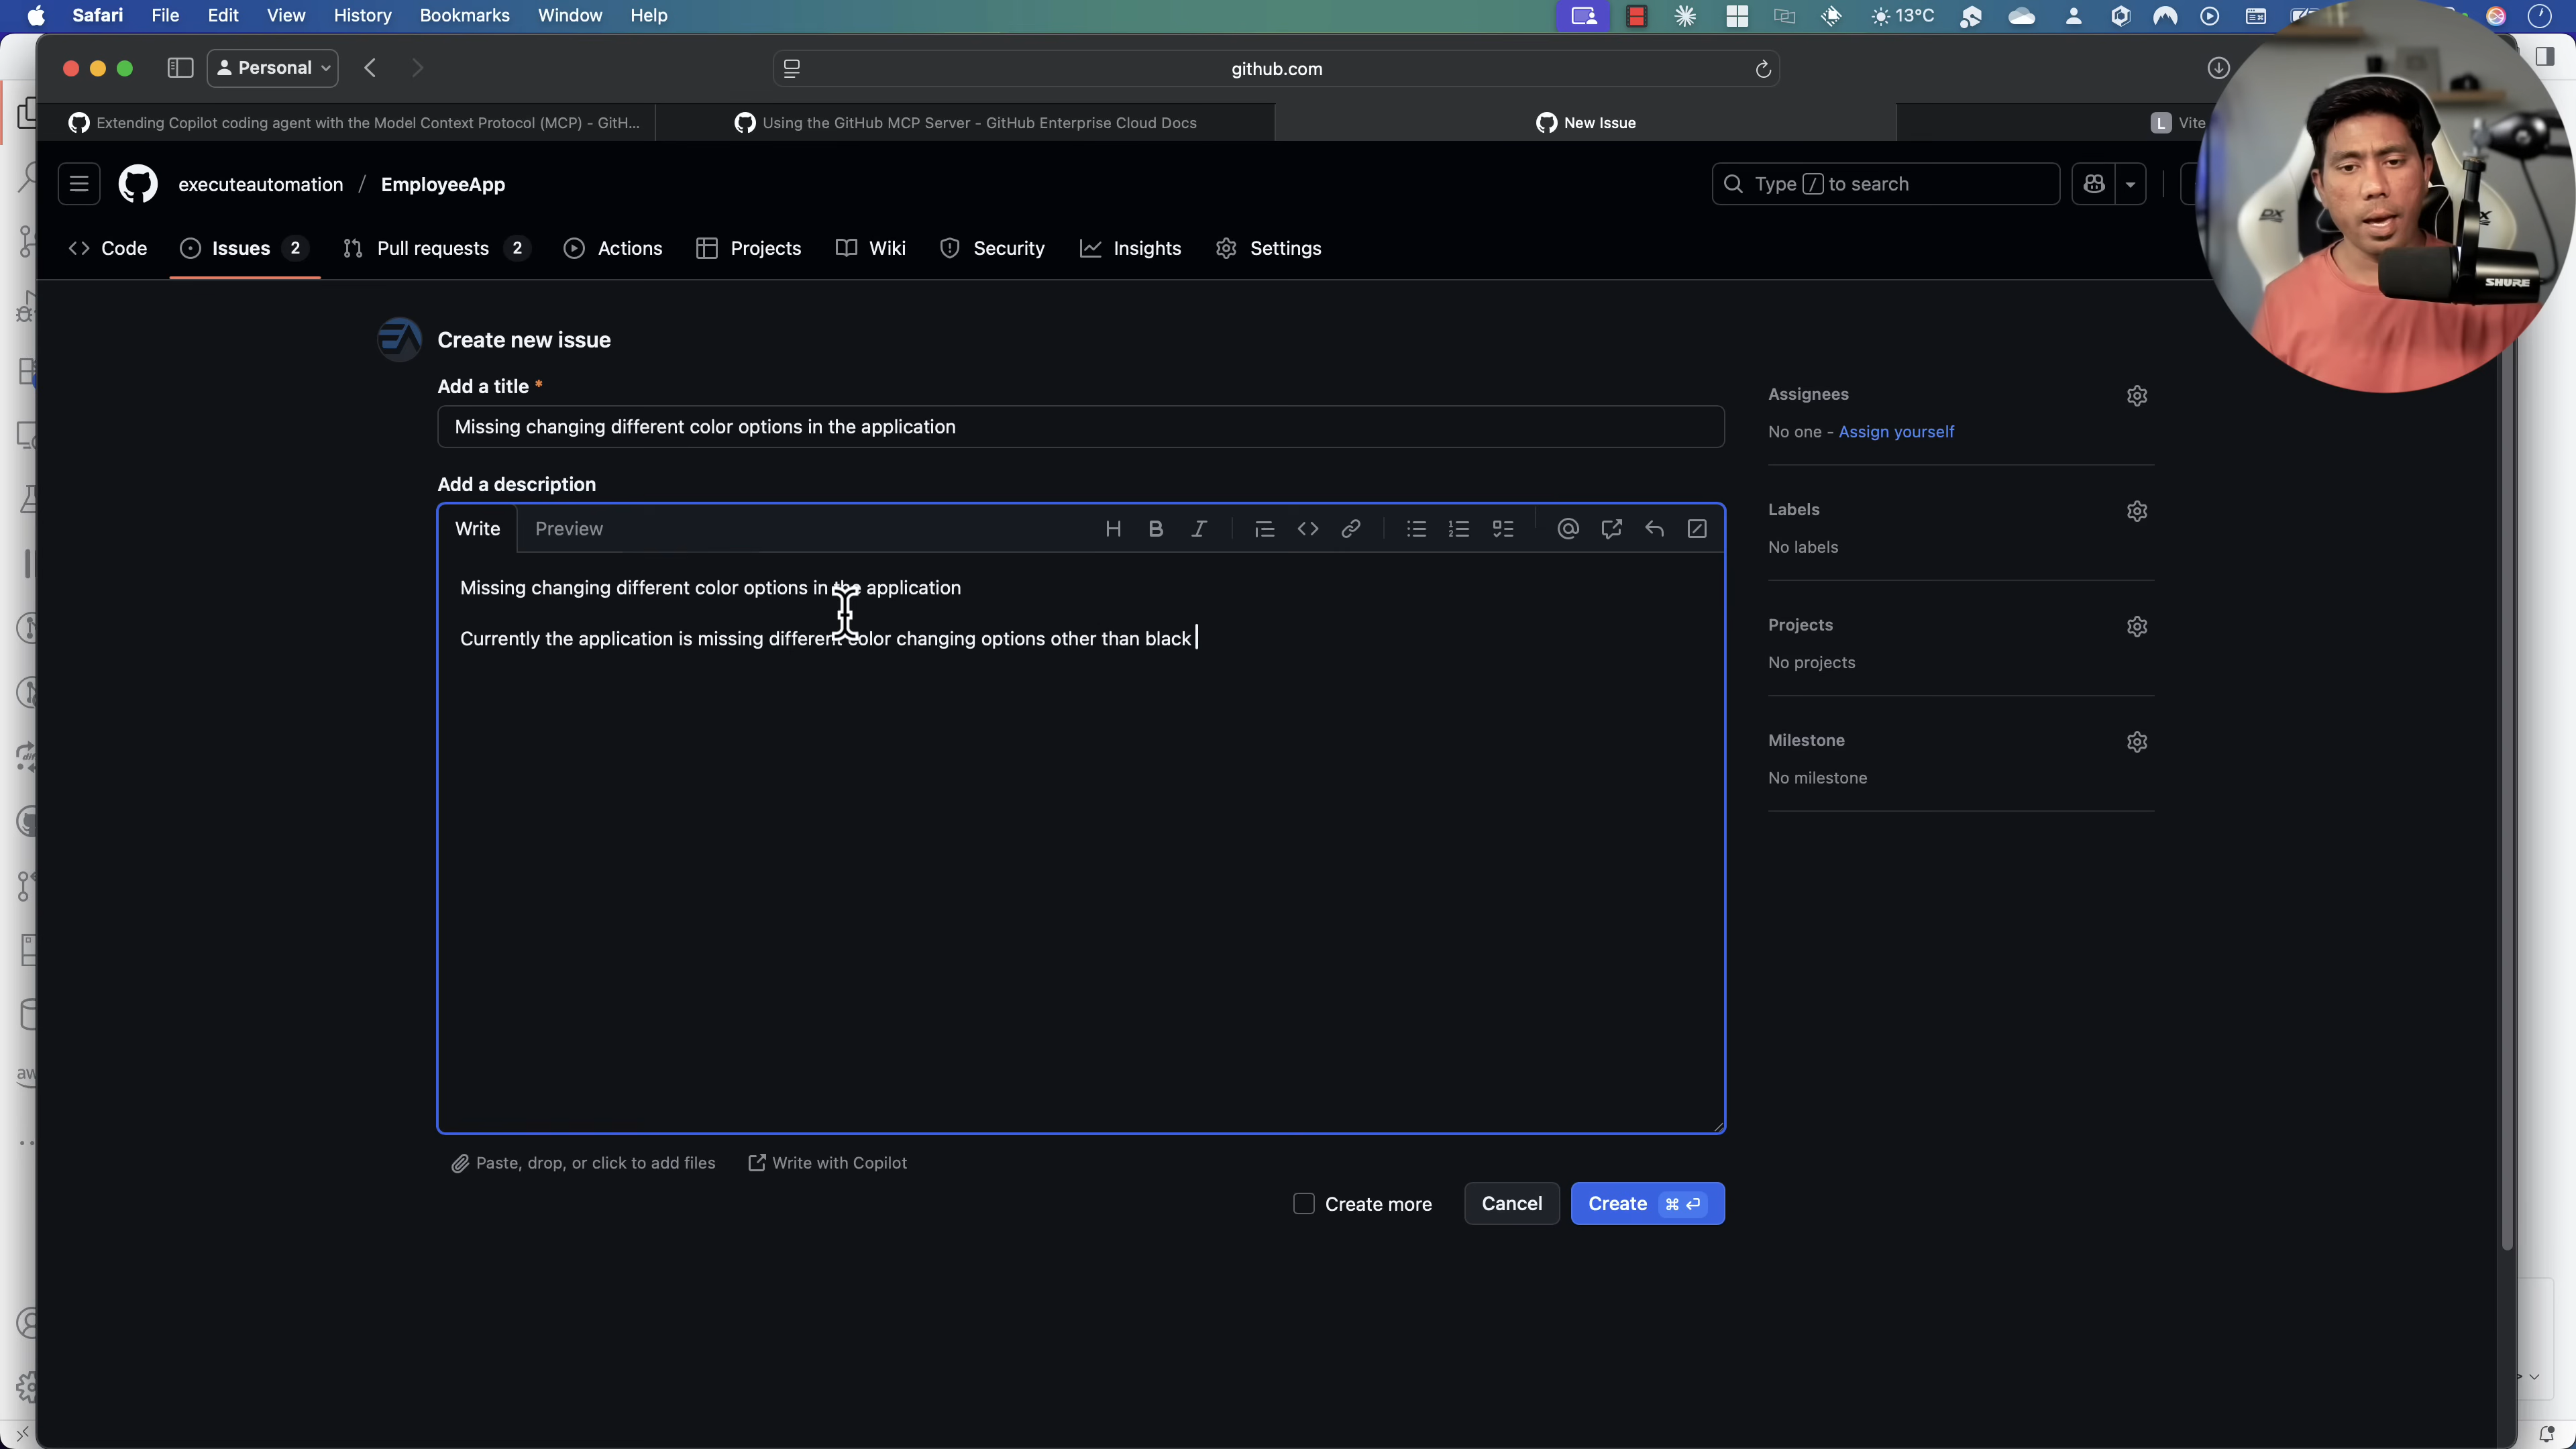 Safari File Edit View History Bookmarks Window Help 13°C
Personal github.com
Extending Copilot coding agent with the Model Context Protocol (MCP) - GitH... Using the GitHub MCP Server - GitHub Enterprise Cloud Docs New Issue L Vite
executeautomation / EmployeeApp Type / to search
Code Issues 2 Pull requests 2 Actions Projects Wiki Security Insights Settings
SHURE
Create new issue
Add a title *
Missing changing different color options in the application
Add a description
Write Preview
Missing changing different color options in the application
Currently the application is missing different color changing options other than black
Paste, drop, or click to add files Write with Copilot
Create more Cancel Create ⌘ ⏎
Assignees
No one - Assign yourself
Labels
No labels
Projects
No projects
Milestone
No milestone